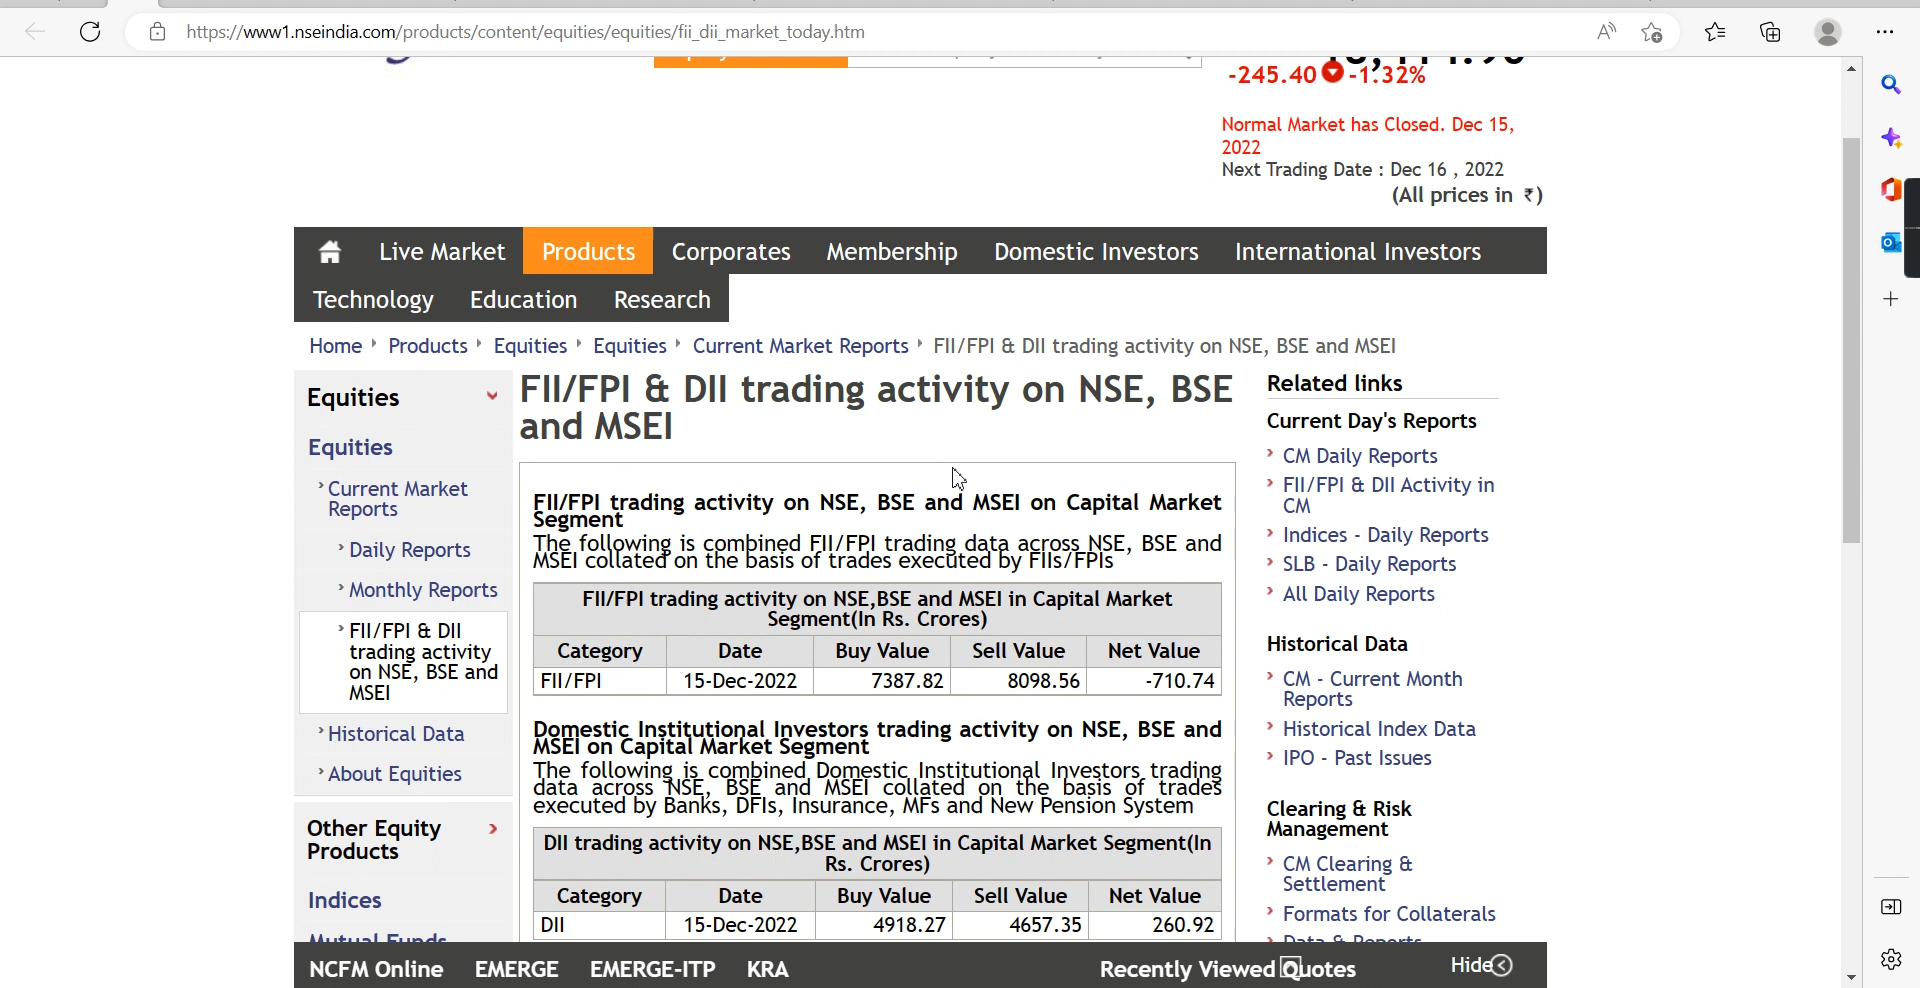 https://www1.nseindia.com/products/content/equities/equities/fii_dii_market_today.htm
-245.40 -1.32%
Normal Market has Closed. Dec 15,
2022
Next Trading Date : Dec 16 , 2022
(All prices in ₹)
Live Market Products Corporates Membership Domestic Investors International Investors
Technology Education Research
Home Products Equities Equities Current Market Reports FII/FPI & DII trading activity on NSE, BSE and MSEI
Equities
Equities
Current Market
Reports
Daily Reports
Monthly Reports
FII/FPI & DII
trading activity
on NSE, BSE and
MSEI
Historical Data
About Equities
Other Equity
Products
Indices
Mutual Funds
FII/FPI & DII trading activity on NSE, BSE
and MSEI
FII/FPI trading activity on NSE, BSE and MSEI on Capital Market
Segment
The following is combined FII/FPI trading data across NSE, BSE and
MSEI collated on the basis of trades executed by FIIs/FPIs
FII/FPI trading activity on NSE,BSE and MSEI in Capital Market
Segment(In Rs. Crores)
Category Date Buy Value Sell Value Net Value
FII/FPI 15-Dec-2022 7387.82 8098.56 -710.74
Domestic Institutional Investors trading activity on NSE, BSE and
MSEI on Capital Market Segment
The following is combined Domestic Institutional Investors trading
data across NSE, BSE and MSEI collated on the basis of trades
executed by Banks, DFIs, Insurance, MFs and New Pension System
DII trading activity on NSE,BSE and MSEI in Capital Market Segment(In
Rs. Crores)
Category Date Buy Value Sell Value Net Value
DII 15-Dec-2022 4918.27 4657.35 260.92
Related links
Current Day's Reports
CM Daily Reports
FII/FPI & DII Activity in
CM
Indices - Daily Reports
SLB - Daily Reports
All Daily Reports
Historical Data
CM - Current Month
Reports
Historical Index Data
IPO - Past Issues
Clearing & Risk
Management
CM Clearing &
Settlement
Formats for Collaterals
Data & Reports
NCFM Online EMERGE EMERGE-ITP KRA Recently Viewed Quotes Hide